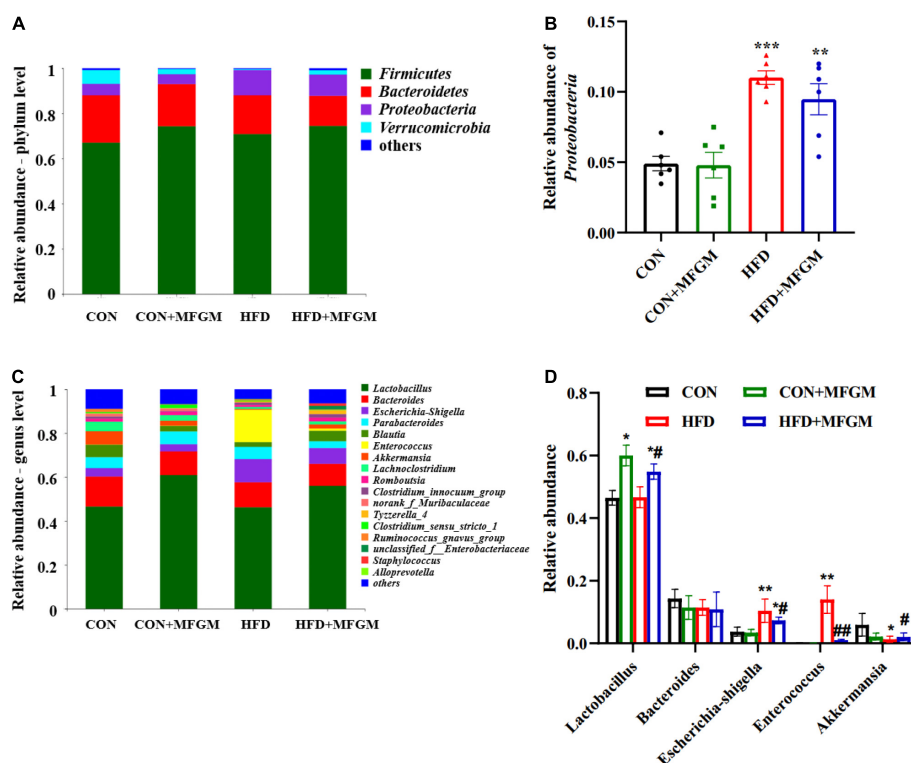 A
Relative abundance - phylum level
1
0.8
0.6
0.4
0.2
0
CON
CON+MFGM
HFD
HFD+MFGM
Firmicutes
Bacteroidetes
Proteobacteria
Verrucomicrobia
others
B
Relative abundance of
Proteobacteria
0.15
0.10
0.05
0.00
***
**
CON
CON+MFGM
HFD
HFD+MFGM
C
Relative abundance - genus level
1
0.8
0.6
0.4
0.2
0
CON
CON+MFGM
HFD
HFD+MFGM
Lactobacillus
Bacteroides
Escherichia-Shigella
Parabacteroides
Blautia
Enterococcus
Akkermansia
Lachnoclostridium
Romboutsia
Clostridium_innocuum_group
norank_f_Muribaculaceae
Tyzzerella_4
Clostridium_sensu_stricto_1
Ruminococcus_gnavus_group
unclassified_f__Enterobacteriaceae
Staphylococcus
Alloprevotella
others
D
Relative abundance
0.8
0.6
0.4
0.2
0.0
CON
CON+MFGM
HFD
HFD+MFGM
*
*#
**
*#
**
##
*
#
Lactobacillus
Bacteroides
Escherichia-shigella
Enterococcus
Akkermansia